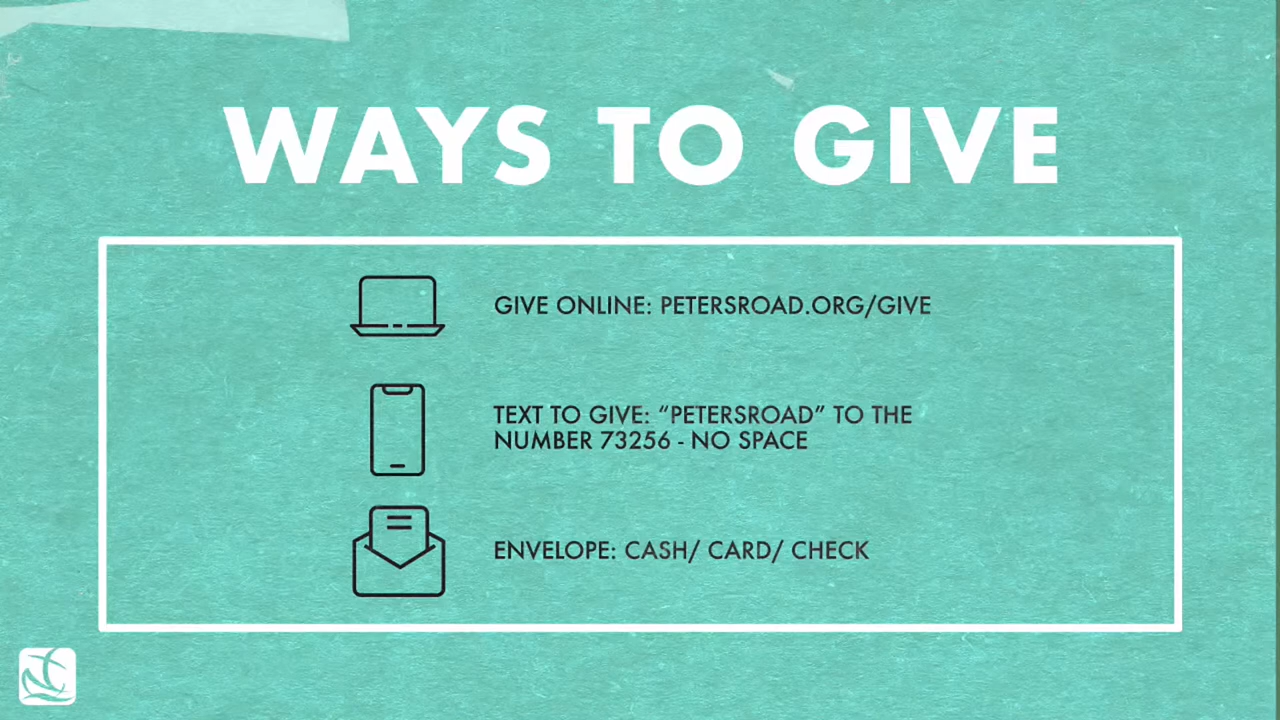 WAYS TO GIVE
GIVE ONLINE: PETERSROAD.ORG/GIVE
TEXT TO GIVE: “PETERSROAD” TO THE
NUMBER 73256 - NO SPACE
ENVELOPE: CASH/ CARD/ CHECK